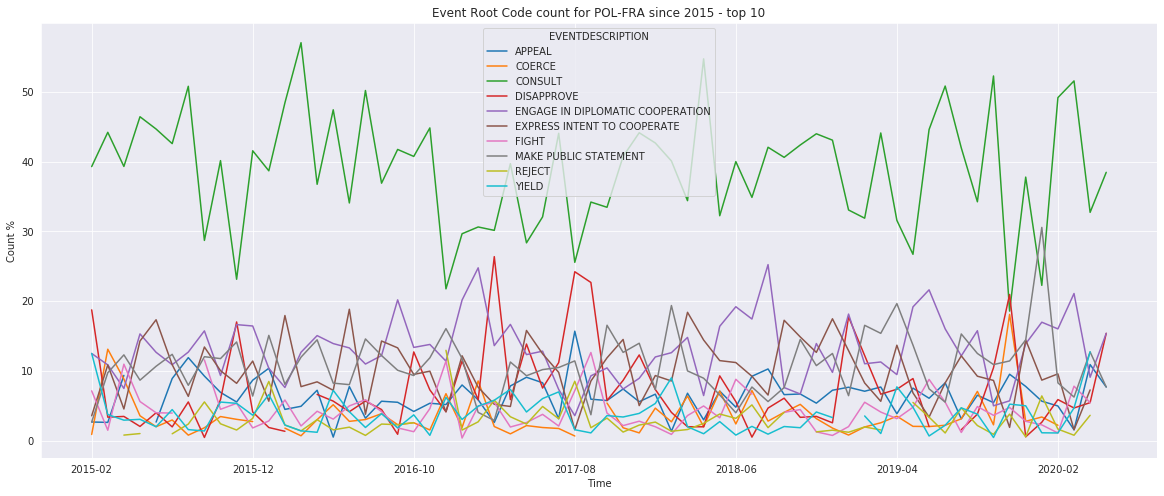 Event Root Code count for POL-FRA since 2015 - top 10
EVENTDESCRIPTION
APPEAL
COERCE
CONSULT
DISAPPROVE
ENGAGE IN DIPLOMATIC COOPERATION
EXPRESS INTENT TO COOPERATE
FIGHT
MAKE PUBLIC STATEMENT
REJECT
YIELD
Count %
50
40
30
20
10
0
2015-02 2015-12 2016-10 2017-08 2018-06 2019-04 2020-02
Time